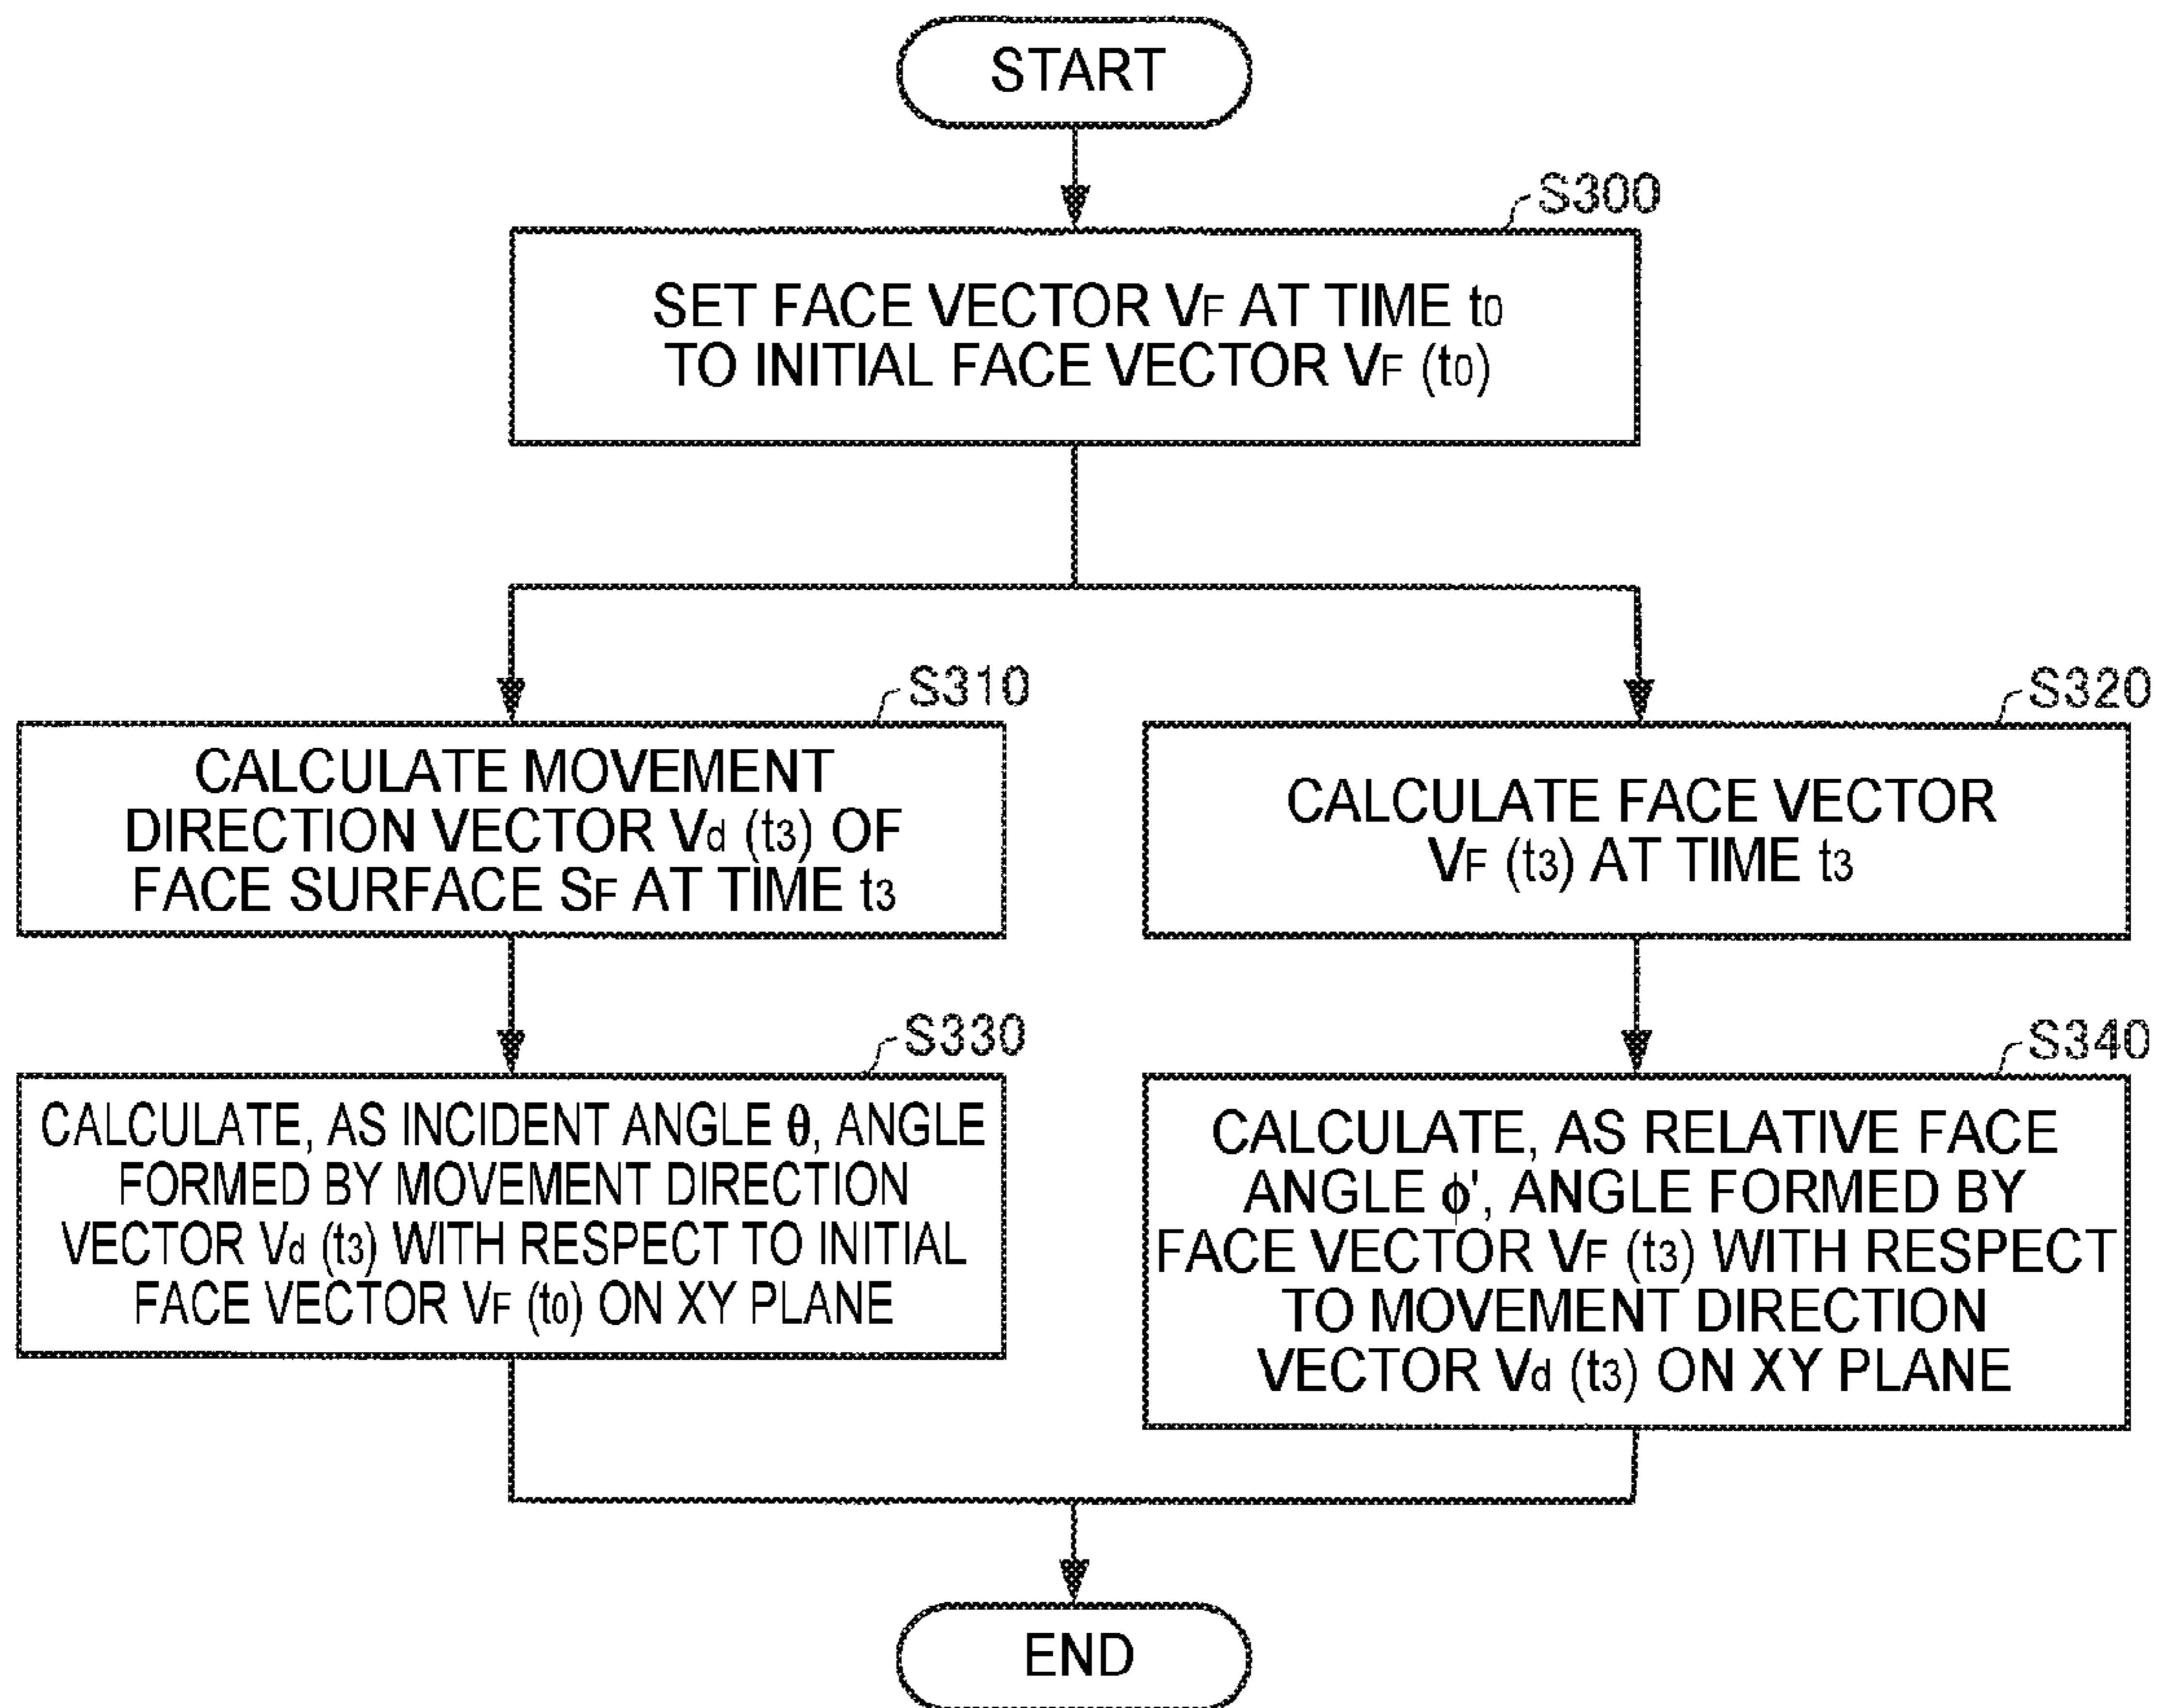 START
S300
SET FACE VECTOR VF AT TIME t0
TO INITIAL FACE VECTOR VF (t0)
S310
CALCULATE MOVEMENT
DIRECTION VECTOR Vd (t3) OF
FACE SURFACE SF AT TIME t3
S320
CALCULATE FACE VECTOR
VF (t3) AT TIME t3
S330
CALCULATE, AS INCIDENT ANGLE θ, ANGLE
FORMED BY MOVEMENT DIRECTION
VECTOR Vd (t3) WITH RESPECT TO INITIAL
FACE VECTOR VF (t0) ON XY PLANE
S340
CALCULATE, AS RELATIVE FACE
ANGLE ϕ', ANGLE FORMED BY
FACE VECTOR VF (t3) WITH RESPECT
TO MOVEMENT DIRECTION
VECTOR Vd (t3) ON XY PLANE
END